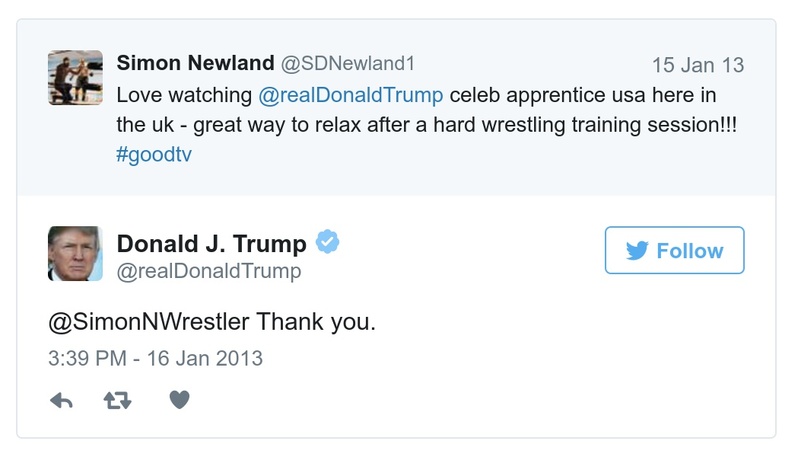 Simon Newland @SDNewland1 15 Jan 13
Love watching @realDonaldTrump celeb apprentice usa here in
the uk - great way to relax after a hard wrestling training session!!!
#goodtv
Donald J. Trump
@realDonaldTrump
Follow
@SimonNWrestler Thank you.
3:39 PM - 16 Jan 2013